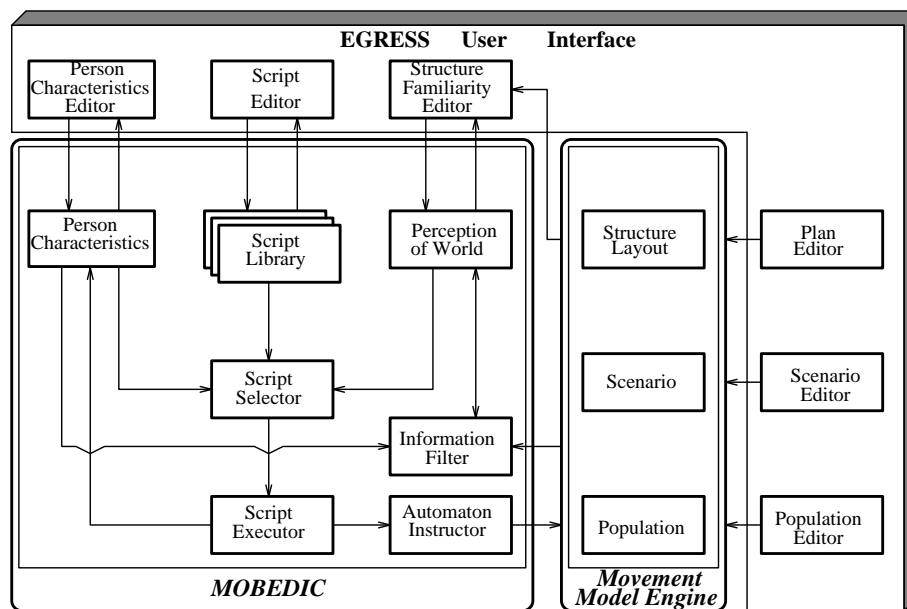 EGRESS User Interface
Person
Characteristics
Editor
Script
Editor
Structure
Familiarity
Editor
Person
Characteristics
Script
Library
Perception
of World
Structure
Layout
Plan
Editor
Script
Selector
Scenario
Scenario
Editor
Information
Filter
Script
Executor
Automaton
Instructor
Population
Population
Editor
MOBEDIC
Movement
Model Engine